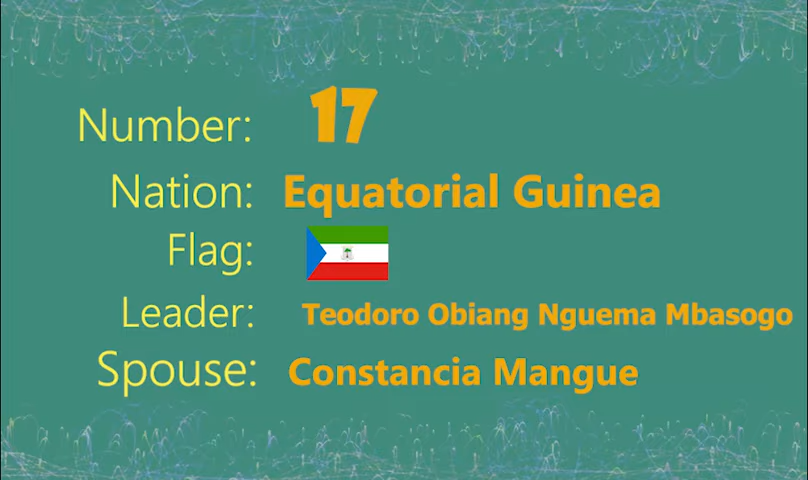 Number: 17
Nation: Equatorial Guinea
Flag:
Leader: Teodoro Obiang Nguema Mbasogo
Spouse: Constancia Mangue